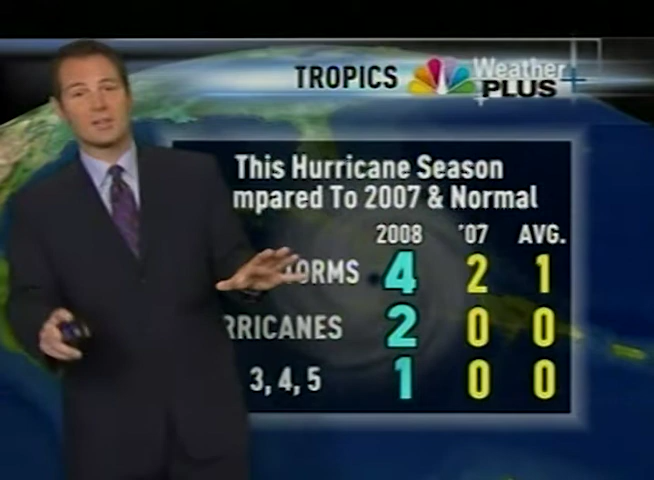 TROPICS
Weather
PLUS
This Hurricane Season
mpared To 2007 & Normal
2008 '07 AVG.
ORMS 4 2 1
RRICANES 2 0 0
3, 4, 5 1 0 0